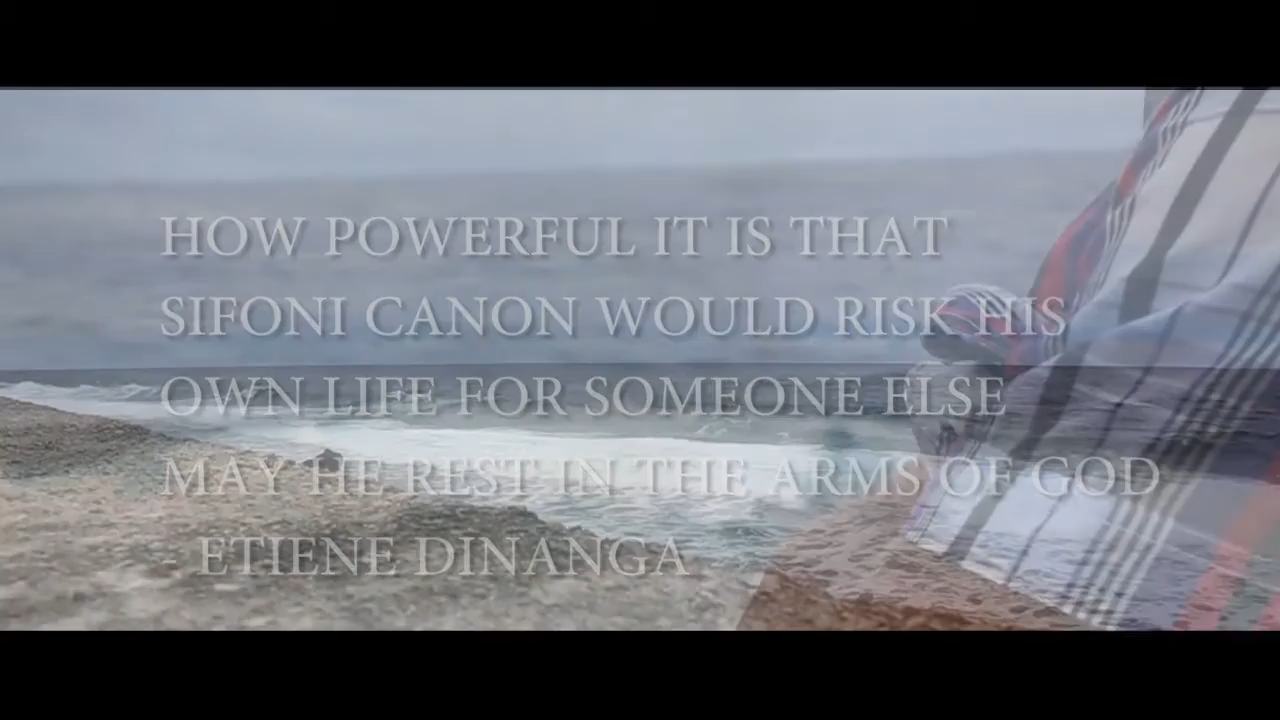 HOW POWERFUL IT IS THAT
SIFONI CANON WOULD RISK HIS
OWN LIFE FOR SOMEONE ELSE
MAY HE REST IN THE ARMS OF GOD
- ETIENE DINANGA